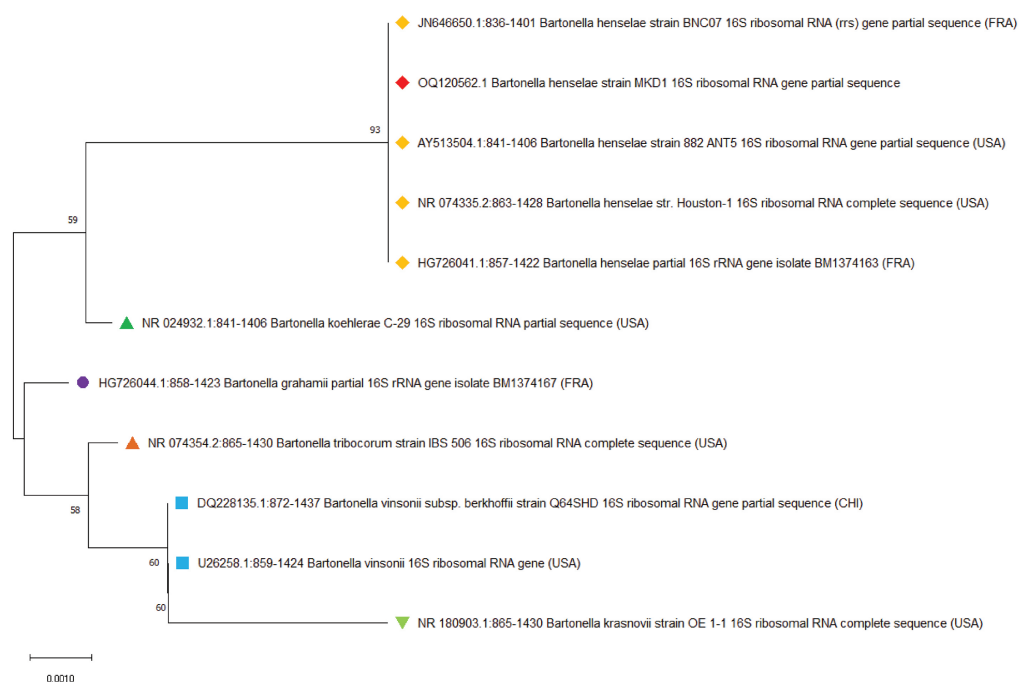 JN646650.1:836-1401 Bartonella henselae strain BNC07 16S ribosomal RNA (rrs) gene partial sequence (FRA)
OQ120562.1 Bartonella henselae strain MKD1 16S ribosomal RNA gene partial sequence
93
AY513504.1:841-1406 Bartonella henselae strain 882 ANT5 16S ribosomal RNA gene partial sequence (USA)
NR 074335.2:863-1428 Bartonella henselae str. Houston-1 16S ribosomal RNA complete sequence (USA)
59
HG726041.1:857-1422 Bartonella henselae partial 16S rRNA gene isolate BM1374163 (FRA)
NR 024932.1:841-1406 Bartonella koehlerae C-29 16S ribosomal RNA partial sequence (USA)
HG726044.1:858-1423 Bartonella grahamii partial 16S rRNA gene isolate BM1374167 (FRA)
NR 074354.2:865-1430 Bartonella tribocorum strain IBS 506 16S ribosomal RNA complete sequence (USA)
DQ228135.1:872-1437 Bartonella vinsonii subsp. berkhoffii strain Q64SHD 16S ribosomal RNA gene partial sequence (CHI)
58
60
U26258.1:859-1424 Bartonella vinsonii 16S ribosomal RNA gene (USA)
60
NR 180903.1:865-1430 Bartonella krasnovii strain OE 1-1 16S ribosomal RNA complete sequence (USA)
0.0010